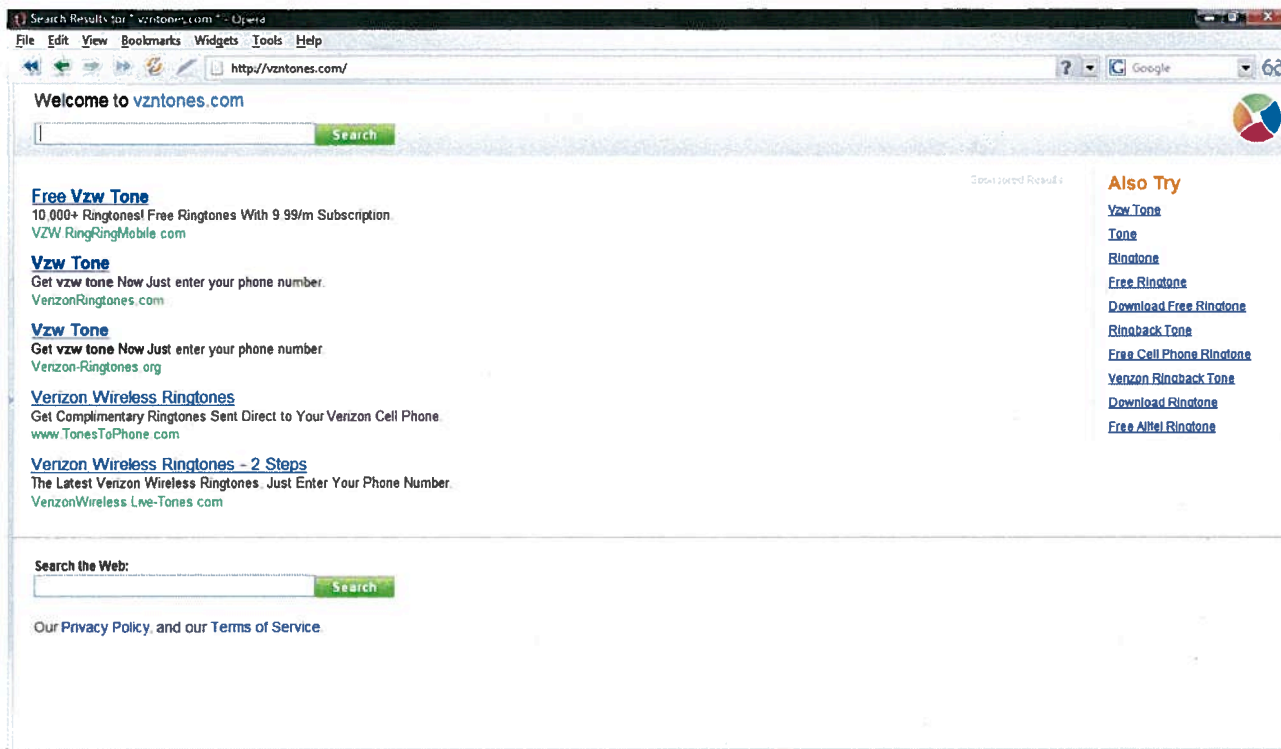 Search Results for " vzntones.com " - Opera
File Edit View Bookmarks Widgets Tools Help
http://vzntones.com/
? Google
Welcome to vzntones.com
Search
Sponsored Results
Free Vzw Tone
10,000+ Ringtones! Free Ringtones With 9.99/m Subscription.
VZW.RingRingMobile.com
Vzw Tone
Get vzw tone Now Just enter your phone number.
VerizonRingtones.com
Vzw Tone
Get vzw tone Now Just enter your phone number.
Verizon-Ringtones.org
Verizon Wireless Ringtones
Get Complimentary Ringtones Sent Direct to Your Verizon Cell Phone.
www.TonesToPhone.com
Verizon Wireless Ringtones - 2 Steps
The Latest Verizon Wireless Ringtones. Just Enter Your Phone Number.
VerizonWireless.Live-Tones.com
Also Try
Vzw Tone
Tone
Ringtone
Free Ringtone
Download Free Ringtone
Ringback Tone
Free Cell Phone Ringtone
Verizon Ringback Tone
Download Ringtone
Free Alltel Ringtone
Search the Web:
Search
Our Privacy Policy, and our Terms of Service.